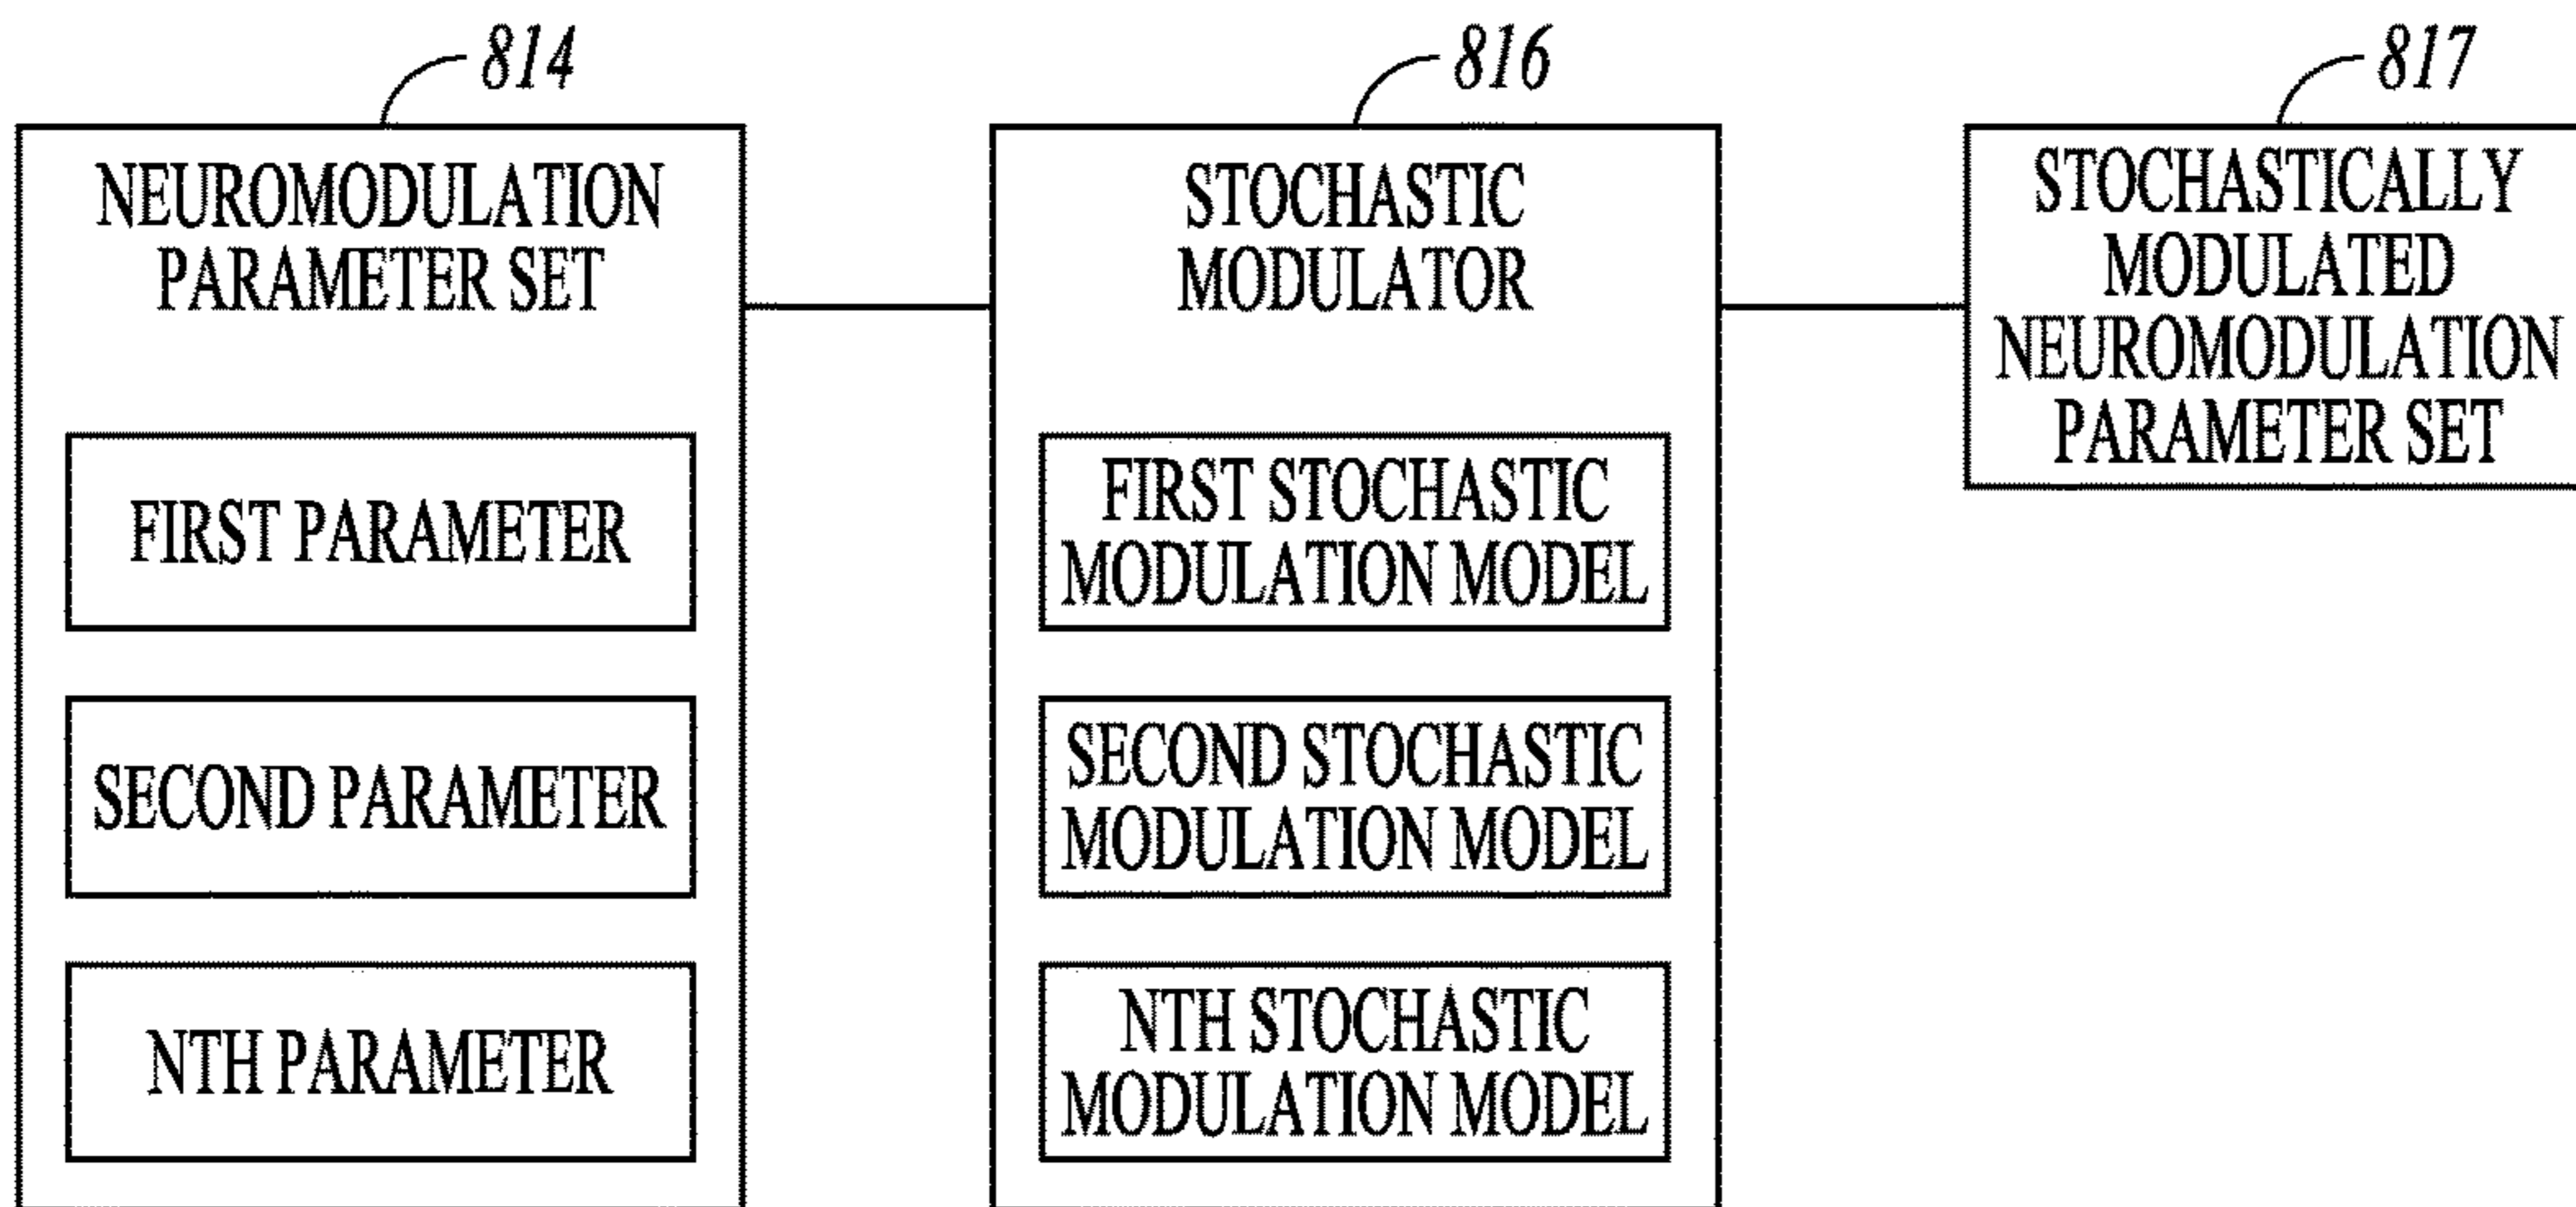 814
NEUROMODULATION
PARAMETER SET
FIRST PARAMETER
SECOND PARAMETER
NTH PARAMETER
816
STOCHASTIC
MODULATOR
FIRST STOCHASTIC
MODULATION MODEL
SECOND STOCHASTIC
MODULATION MODEL
NTH STOCHASTIC
MODULATION MODEL
817
STOCHASTICALLY
MODULATED
NEUROMODULATION
PARAMETER SET